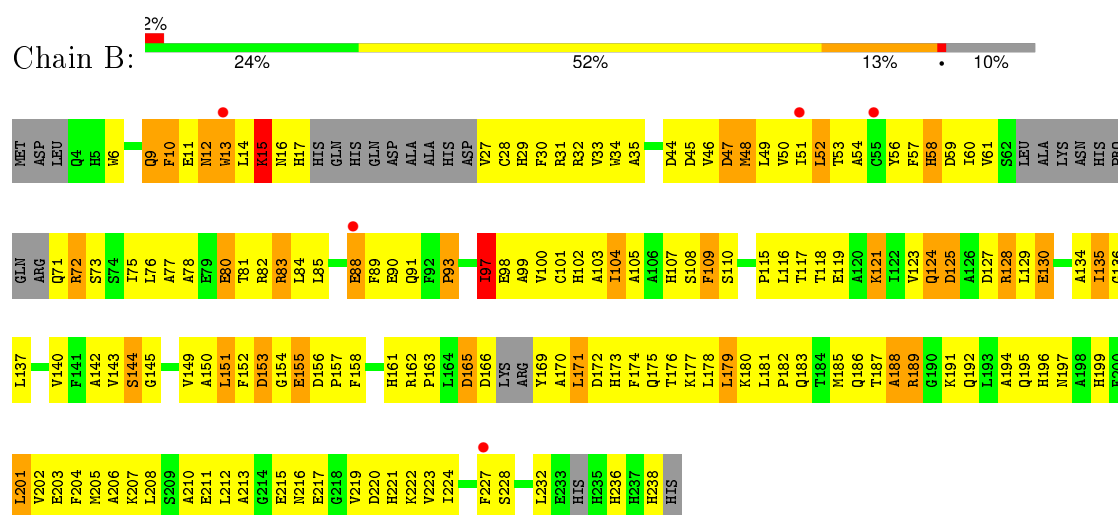 2%
Chain B:
24% 52% 13% • 10%
MET ASP LEU Q4 H5 W6 Q9 F10 E11 N12 W13 L14 K15 N16 H17 HIS GLN HIS GLN ASP ALA ALA HIS ASP V27 C28 H29 F30 R31 R32 V33 W34 A35 D44 D45 V46 D47 M48 L49 V50 I51 L52 T53 A54 C55 Y56 F57 H58 D59 I60 V61 S62 LEU ALA LYS ASN HIS PRO
GLN ARG Q71 R72 S73 S74 I75 L76 A77 A78 E79 E80 T81 R82 R83 L84 L85 E88 F89 E90 Q91 F92 P93 I97 E98 A99 V100 C101 H102 A103 I104 A105 A106 H107 S108 F109 S110 P115 L116 T117 T118 E119 A120 K121 I122 V123 Q124 D125 A126 D127 R128 L129 E130 A134 I135 G136
L137 V140 F141 A142 V143 S144 G145 V149 A150 L151 F152 D153 G154 E155 D156 P157 F158 H161 R162 P163 L164 D165 D166 LYS ARG Y169 A170 L171 D172 H173 F174 Q175 T176 K177 L178 L179 K180 L181 P182 Q183 T184 M185 Q186 T187 A188 R189 G190 K191 Q192 L193 A194 Q195 H196 N197 A198 H199 E200
L201 V202 E203 F204 M205 A206 K207 L208 S209 A210 E211 L212 A213 G214 E215 N216 E217 G218 V219 D220 H221 K222 V223 I224 F227 S228 L232 E233 HIS H235 H236 H237 H238 HIS